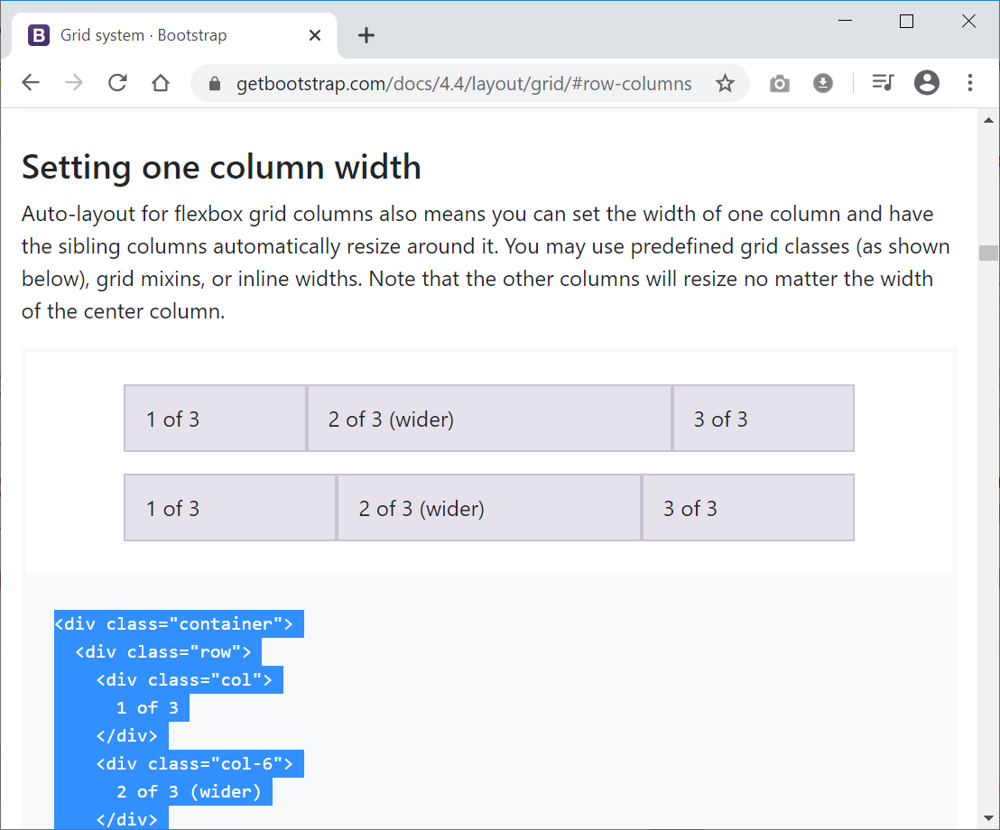 B Grid system · Bootstrap
getbootstrap.com/docs/4.4/layout/grid/#row-columns
Setting one column width
Auto-layout for flexbox grid columns also means you can set the width of one column and have
the sibling columns automatically resize around it. You may use predefined grid classes (as shown
below), grid mixins, or inline widths. Note that the other columns will resize no matter the width
of the center column.
1 of 3 2 of 3 (wider) 3 of 3
1 of 3 2 of 3 (wider) 3 of 3
<div class="container">
  <div class="row">
    <div class="col">
      1 of 3
    </div>
    <div class="col-6">
      2 of 3 (wider)
    </div>